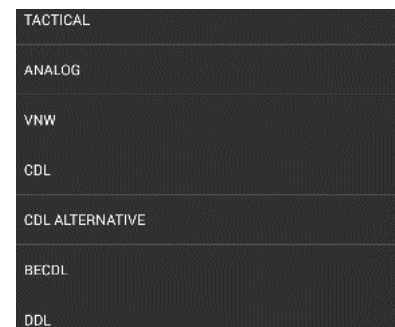 TACTICAL
ANALOG
VNW
CDL
CDL ALTERNATIVE
BECDL
DDL